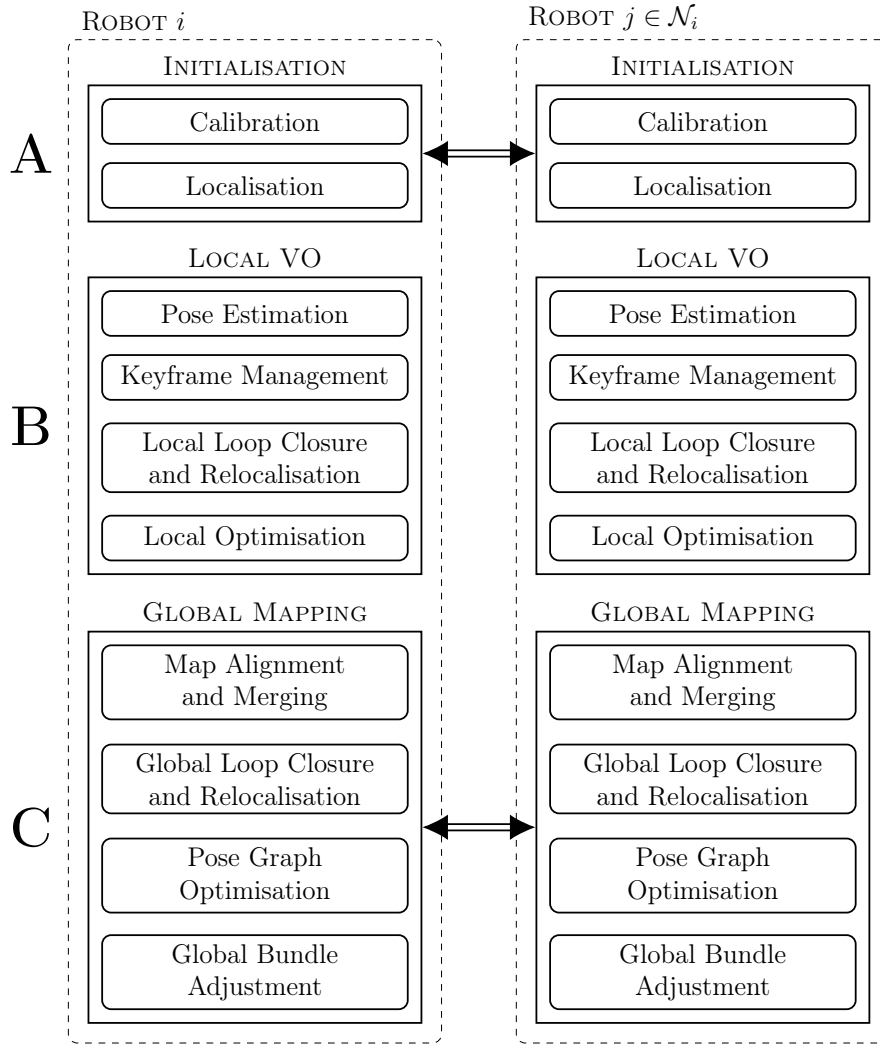 ROBOT i
INITIALISATION
Calibration
Localisation
A
LOCAL VO
Pose Estimation
Keyframe Management
Local Loop Closure
and Relocalisation
Local Optimisation
B
GLOBAL MAPPING
Map Alignment
and Merging
Global Loop Closure
and Relocalisation
Pose Graph
Optimisation
Global Bundle
Adjustment
C
ROBOT j ∈ 𝒩ᵢ
INITIALISATION
Calibration
Localisation
LOCAL VO
Pose Estimation
Keyframe Management
Local Loop Closure
and Relocalisation
Local Optimisation
GLOBAL MAPPING
Map Alignment
and Merging
Global Loop Closure
and Relocalisation
Pose Graph
Optimisation
Global Bundle
Adjustment